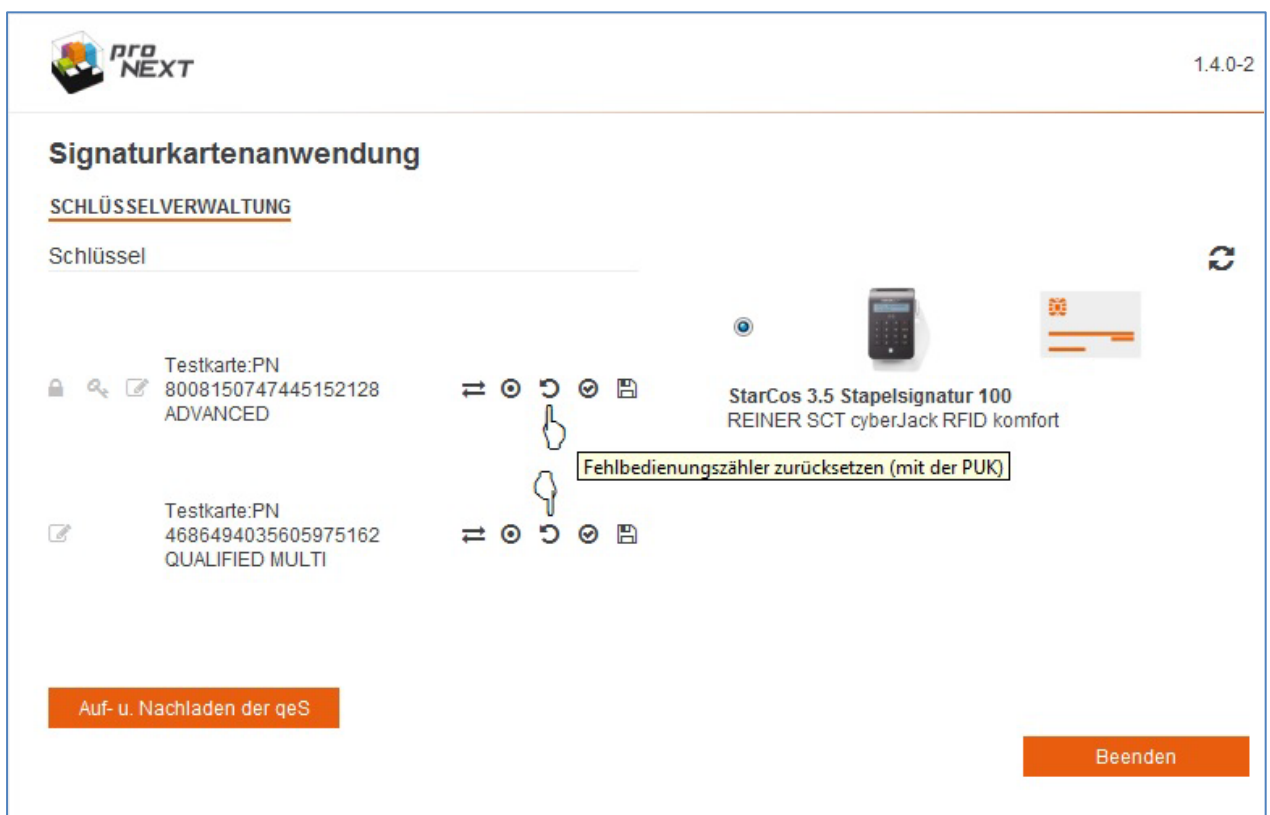 pro
NEXT
1.4.0-2
Signaturkartenanwendung
SCHLÜSSELVERWALTUNG
Schlüssel
Testkarte:PN
8008150747445152128
ADVANCED
StarCos 3.5 Stapelsignatur 100
REINER SCT cyberJack RFID komfort
Fehlbedienungszähler zurücksetzen (mit der PUK)
Testkarte:PN
4686494035605975162
QUALIFIED MULTI
Auf- u. Nachladen der qeS
Beenden